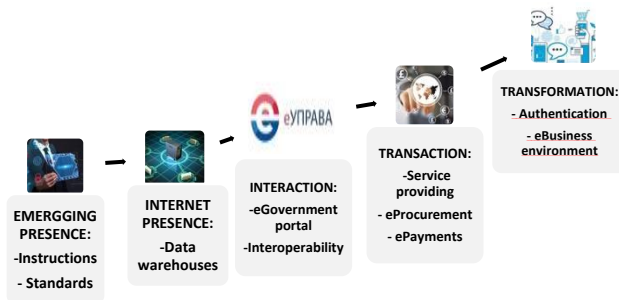 EMERGGING
PRESENCE:
-Instructions
- Standards
INTERNET
PRESENCE:
-Data
warehouses
еУПРАВА
INTERACTION:
-eGovernment
portal
-Interoperability
TRANSACTION:
-Service
providing
- eProcurement
- ePayments
TRANSFORMATION:
- Authentication
- eBusiness
environment